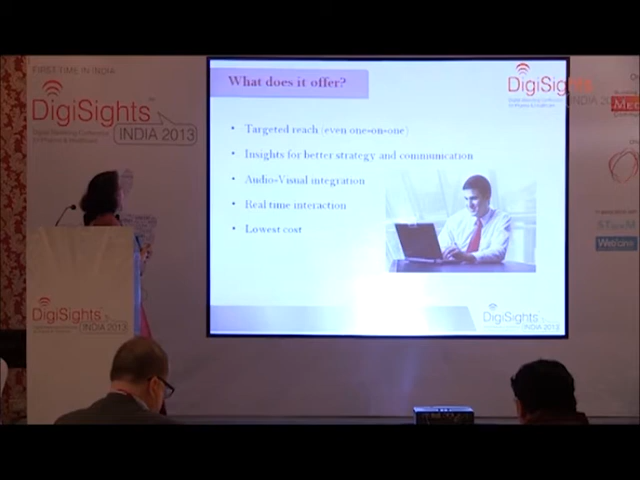 FIRST TIME IN INDIA
DigiSights
INDIA 2013
What does it offer?
DigiSights
• Targeted reach (even one-on-one)
• Insights for better strategy and communication
• Audio-Visual integration
• Real time interaction
• Lowest cost
DigiSights
INDIA 2013
DigiSights
INDIA 2013